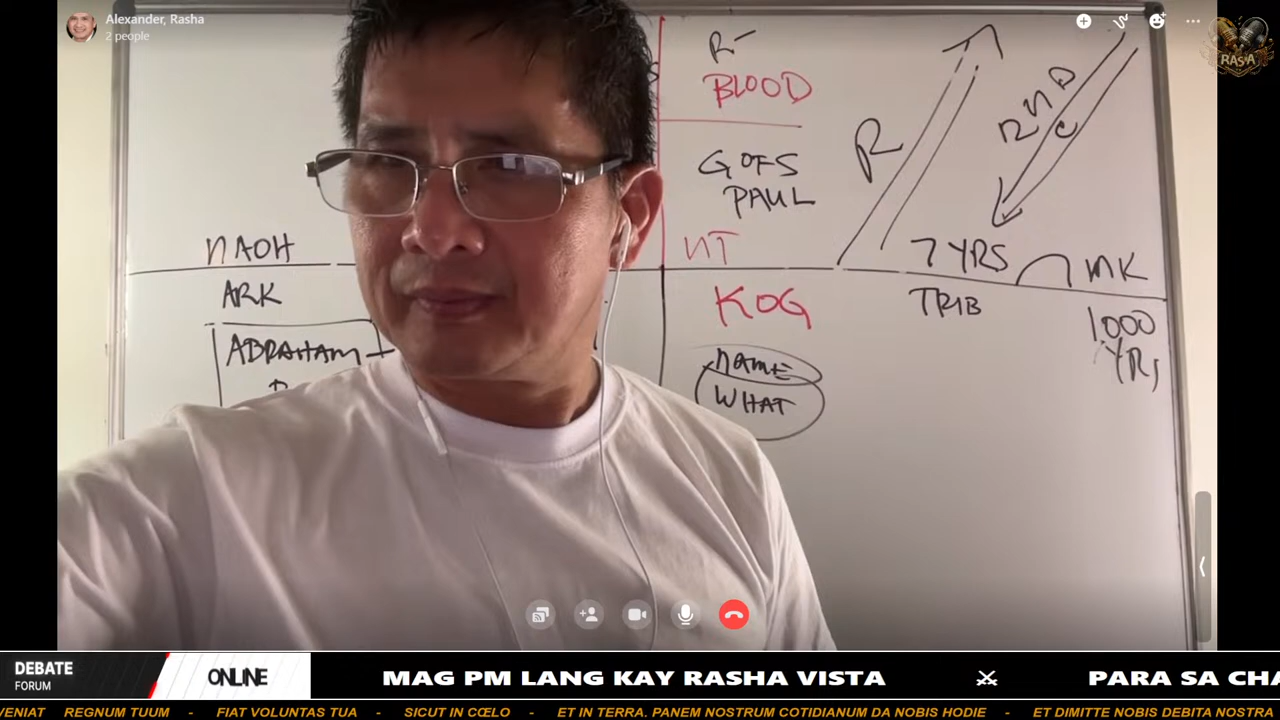 Alexander, Rasha
2 people
RASHA
R
BLOOD
GOFS
PAUL
NT
R
2ND
C
7 YRS
TRIB
MK
1000
YRS
NAOH
ARK
ABRAHAM
KOG
NAME
WHAT
DEBATE
FORUM
ONLINE
MAG PM LANG KAY RASHA VISTA
PARA SA CHA
VENIAT - REGNUM TUUM - FIAT VOLUNTAS TUA - SICUT IN CŒLO - ET IN TERRA. PANEM NOSTRUM COTIDIANUM DA NOBIS HODIE - ET DIMITTE NOBIS DEBITA NOSTRA